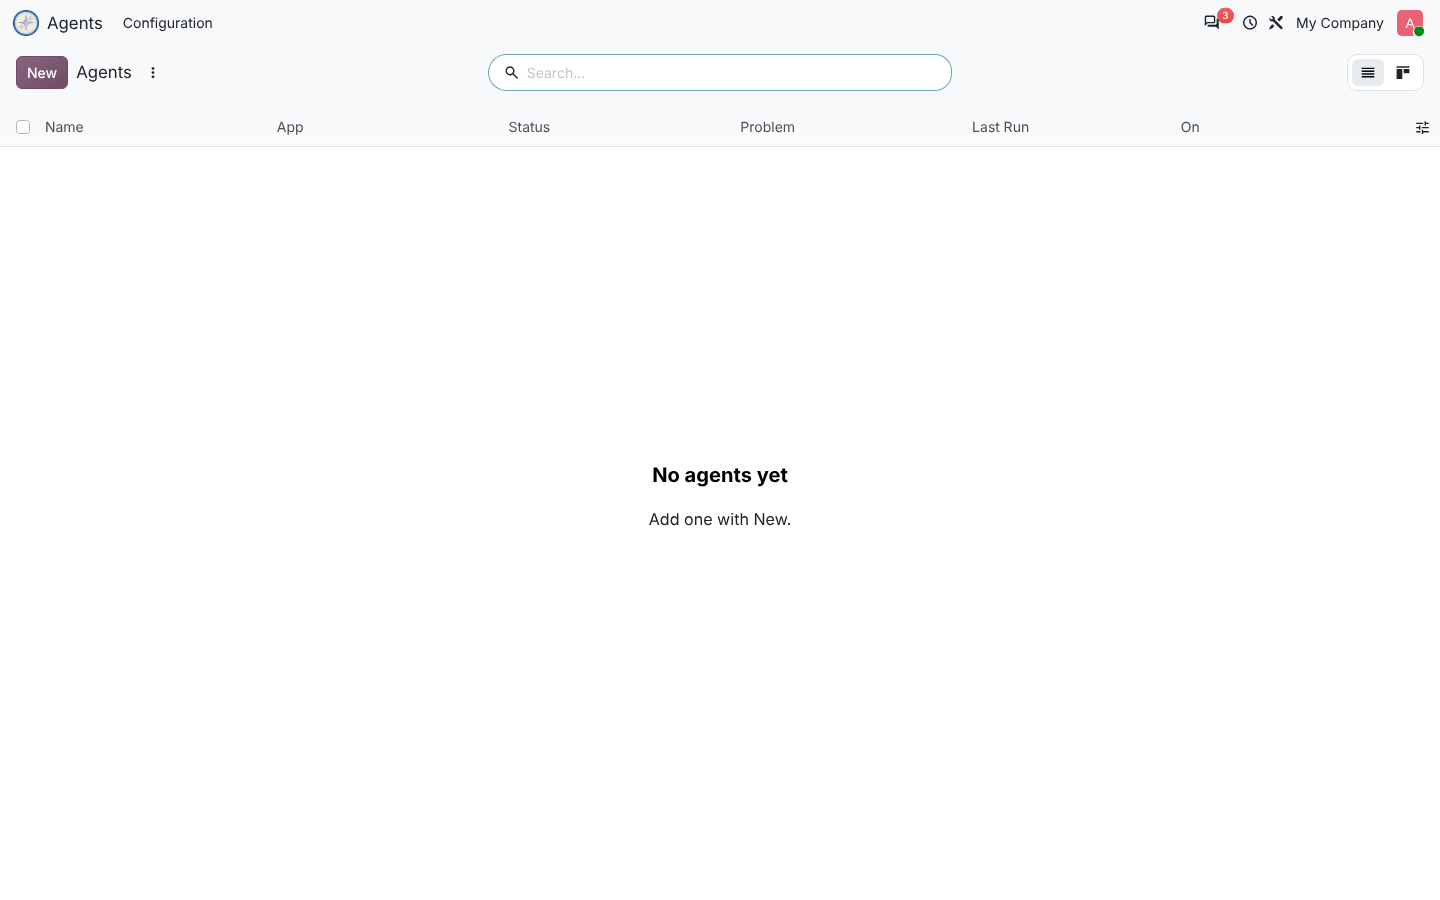 Agents Configuration 3 My Company A
New Agents Search...
Name App Status Problem Last Run On
No agents yet
Add one with New.